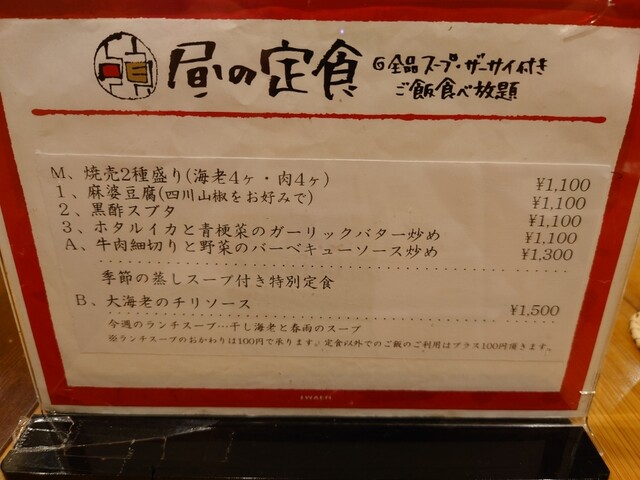 昼の定食
◎全品スープ・ザーサイ付き
ご飯食べ放題
M、焼売2種盛り(海老4ヶ・肉4ヶ) ¥1,100
1、麻婆豆腐(四川山椒をお好みで) ¥1,100
2、黒酢スブタ ¥1,100
3、ホタルイカと青梗菜のガーリックバター炒め ¥1,100
A、牛肉細切りと野菜のバーベキューソース炒め ¥1,300
季節の蒸しスープ付き特別定食
B、大海老のチリソース ¥1,500
今週のランチスープ…干し海老と春雨のスープ
※ランチスープのおかわりは100円で承ります。定食以外でのご飯のご利用はプラス100円頂きます。